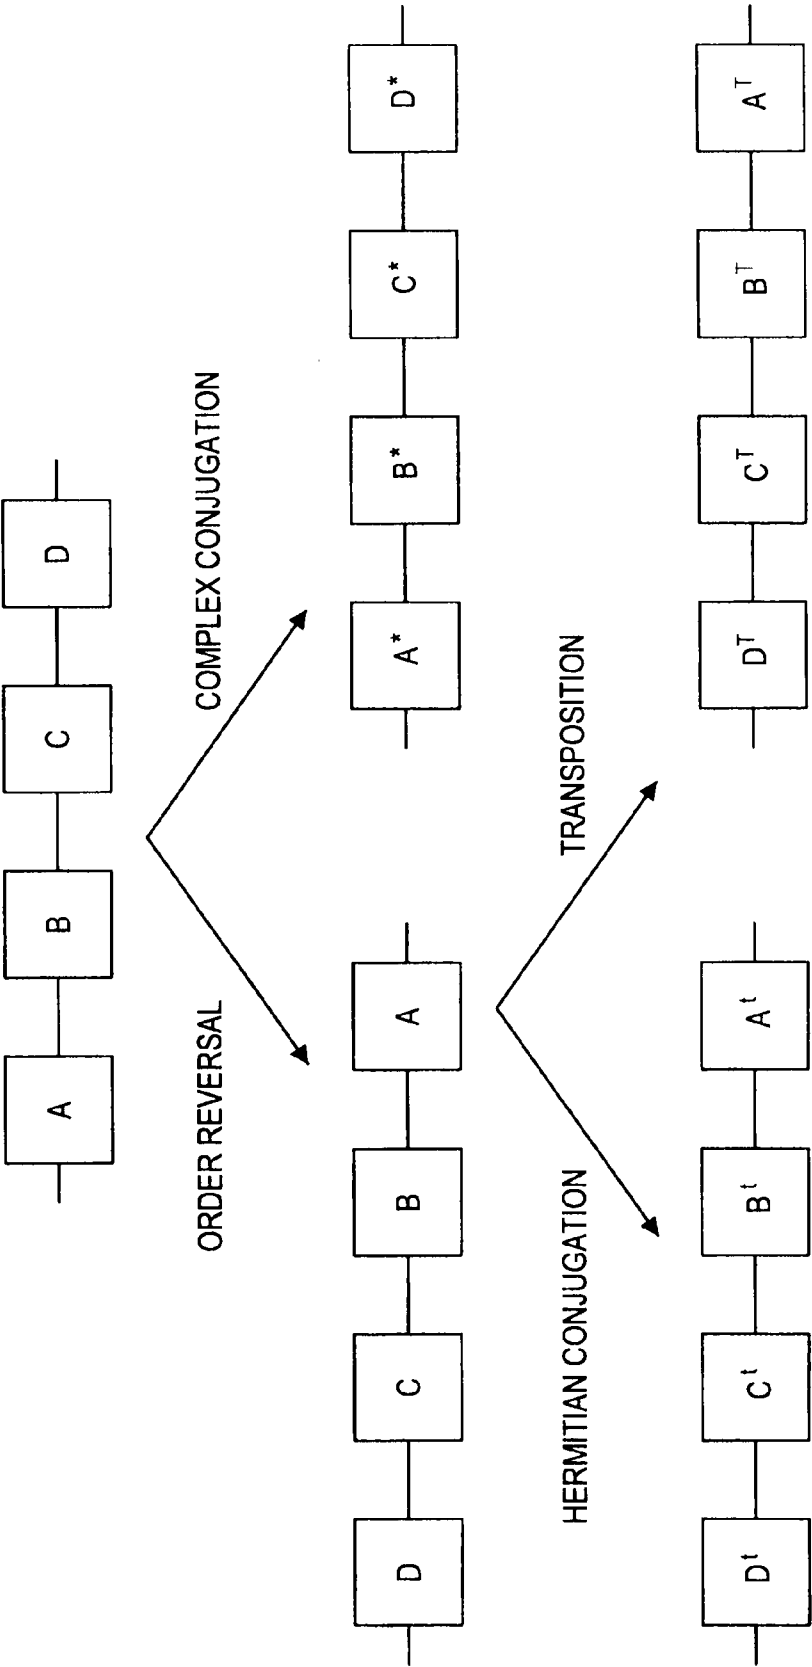 A B C D
ORDER REVERSAL COMPLEX CONJUGATION
D C B A A* B* C* D*
HERMITIAN CONJUGATION TRANSPOSITION
D† C† B† A† Dᵀ Cᵀ Bᵀ Aᵀ